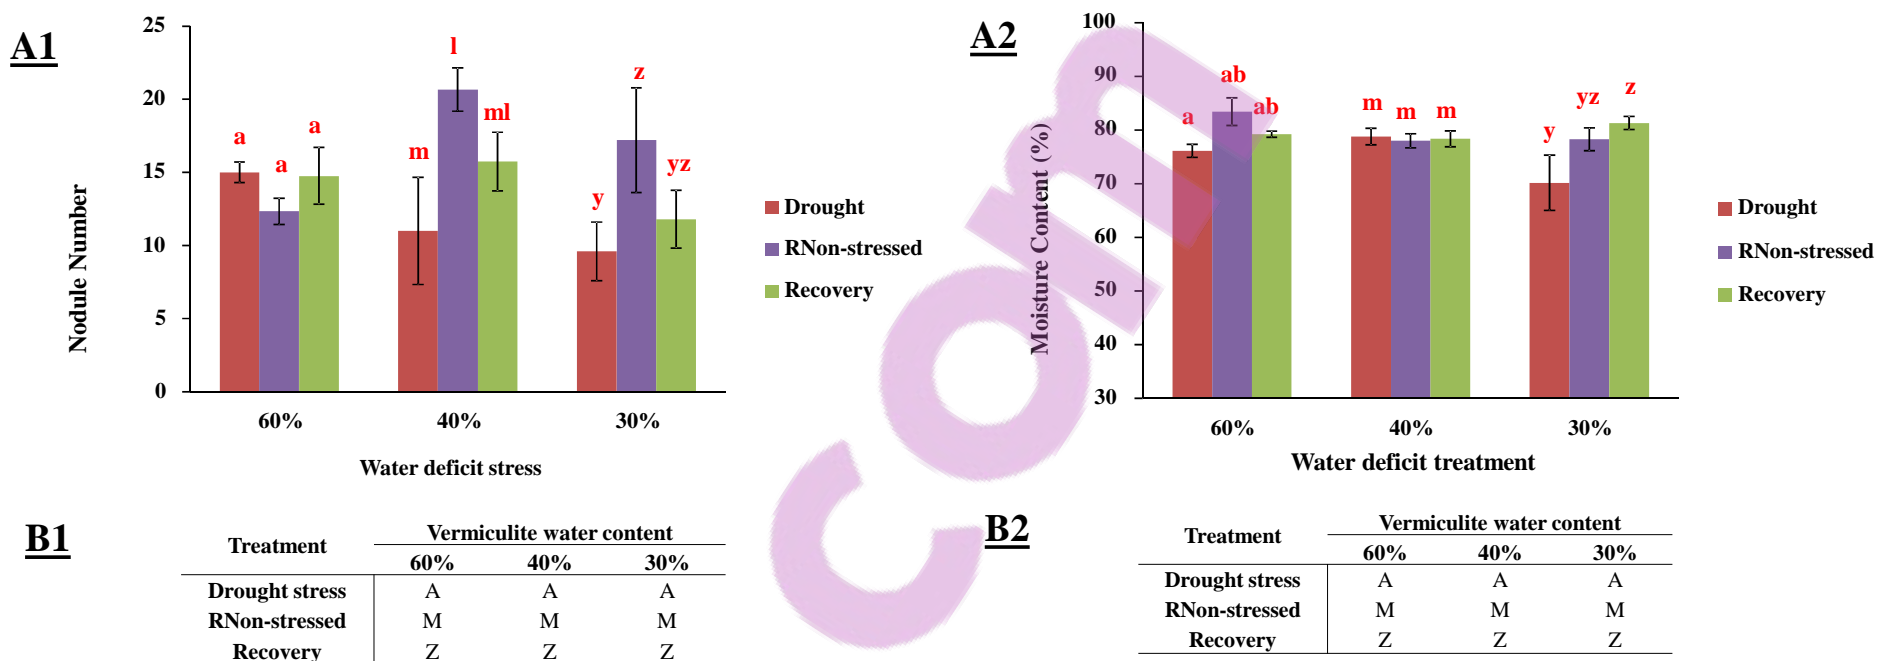 A1
25
20
15
10
5
0
Nodule Number
a
a
a
m
l
ml
y
z
yz
60%
40%
30%
Water deficit stress
Drought
RNon-stressed
Recovery
A2
100
90
80
70
60
50
40
30
Moisture Content (%)
a
ab
ab
m
m
m
y
yz
z
60%
40%
30%
Water deficit treatment
Drought
RNon-stressed
Recovery
com
B1
Treatment
Vermiculite water content
60% 40% 30%
Drought stress A A A
RNon-stressed M M M
Recovery Z Z Z
B2
Treatment
Vermiculite water content
60% 40% 30%
Drought stress A A A
RNon-stressed M M M
Recovery Z Z Z